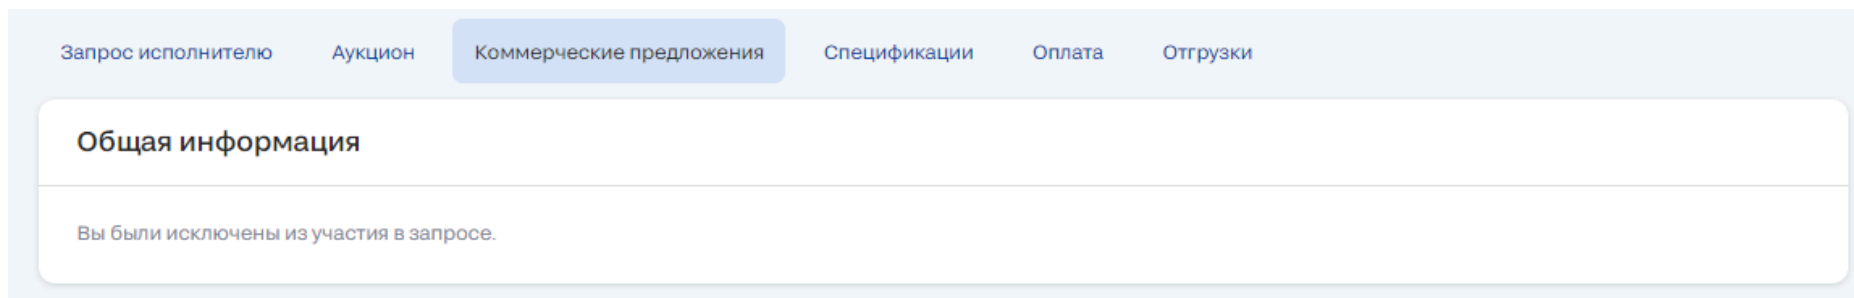 Запрос исполнителю Аукцион Коммерческие предложения Спецификации Оплата Отгрузки
Общая информация
Вы были исключены из участия в запросе.